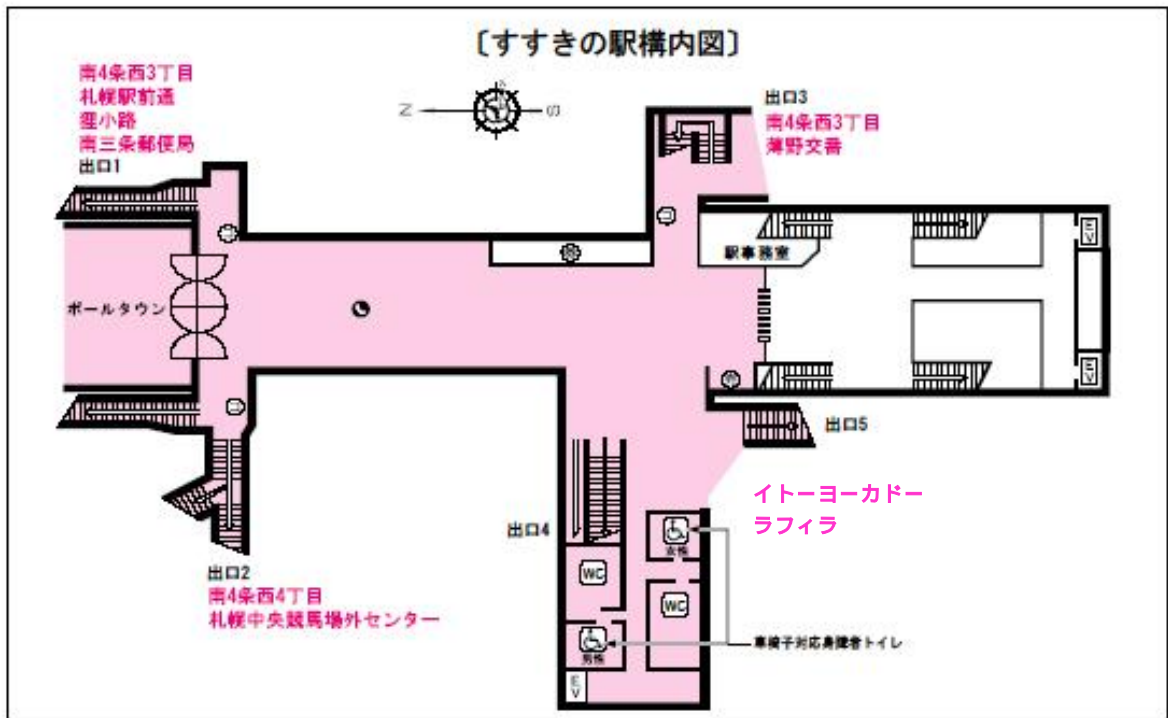 〔すすきの駅構内図〕
南4条西3丁目
札幌駅前通
狸小路
南三条郵便局
出口1
N
S
出口3
南4条西3丁目
薄野交番
駅事務室
EV
ポールタウン
EV
出口5
イトーヨーカドー
ラフィラ
出口4
女性
WC
WC
出口2
南4条西4丁目
札幌中央競馬場外センター
男性
車椅子対応身障者トイレ
EV